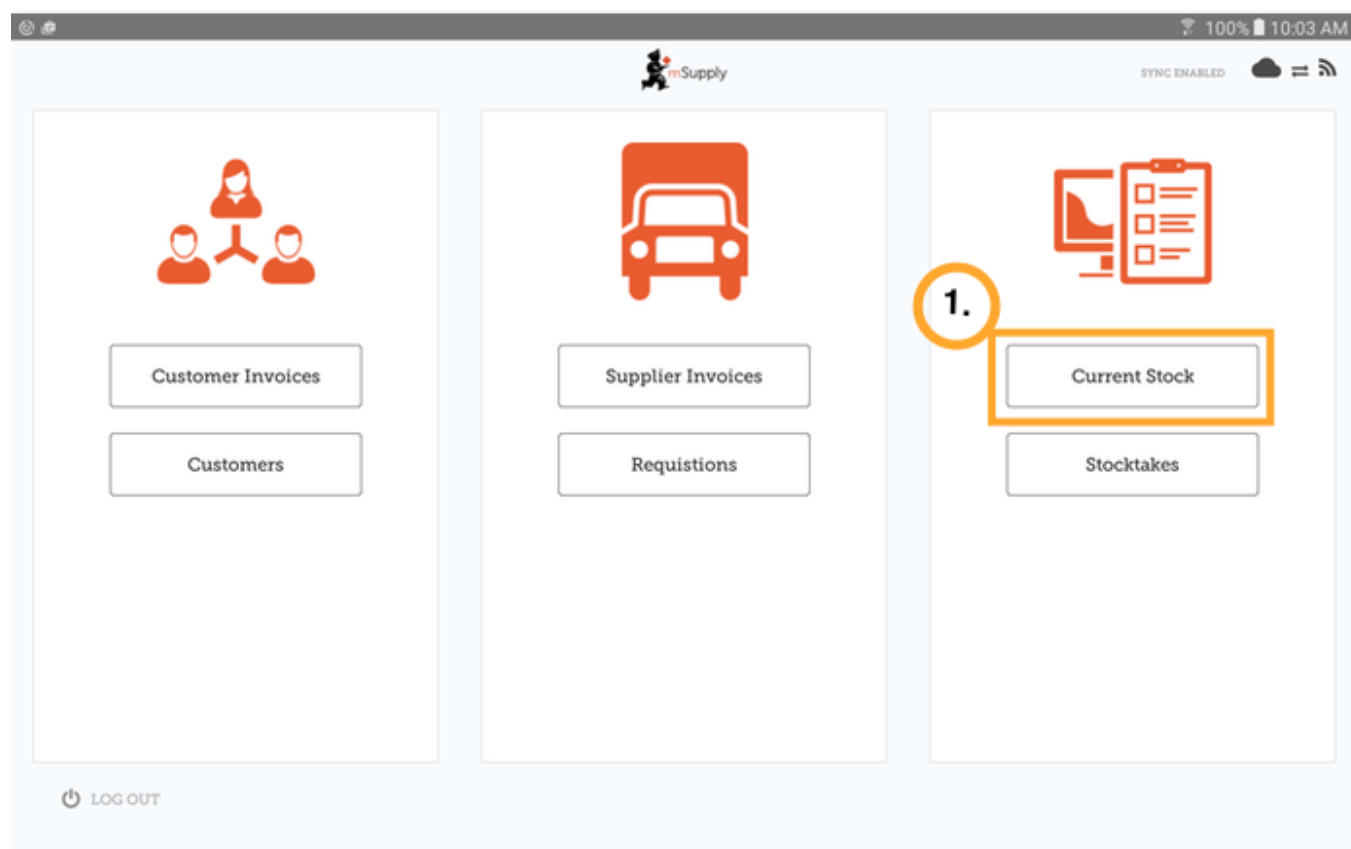 100% 10:03 AM
mSupply
SYNC ENABLED
1.
Customer Invoices
Supplier Invoices
Current Stock
Customers
Requistions
Stocktakes
LOG OUT